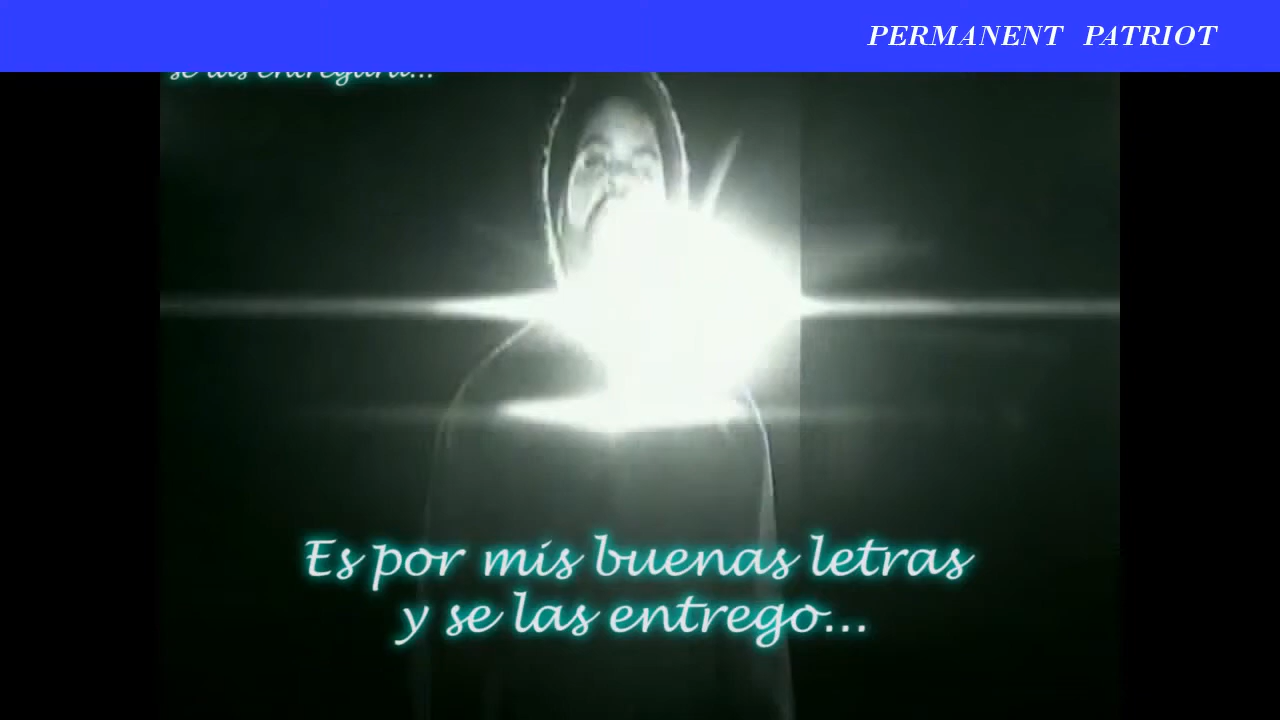 PERMANENT PATRIOT
Es por mis buenas letras
y se las entrego...